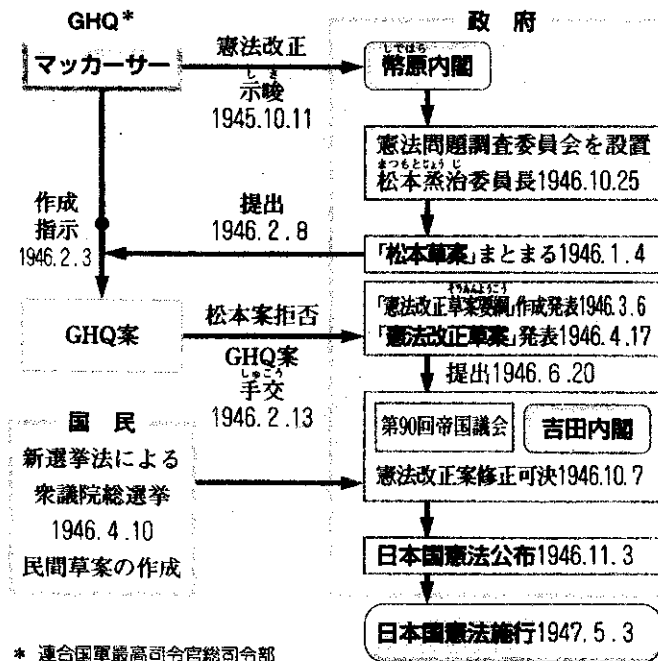 GHQ*
マッカーサー
憲法改正
しさ
示唆
1945.10.11
政府
しではら
幣原内閣
憲法問題調査委員会を設置
まつもとじょうじ
松本烝治委員長1946.10.25
作成
指示
1946.2.3
提出
1946.2.8
「松本草案」まとまる1946.1.4
GHQ案
松本案拒否
GHQ案
しゅこう
手交
1946.2.13
そうあんようこう
「憲法改正草案要綱」作成発表1946.3.6
「憲法改正草案」発表1946.4.17
提出1946.6.20
国民
新選挙法による
衆議院総選挙
1946.4.10
民間草案の作成
第90回帝国議会
吉田内閣
憲法改正案修正可決1946.10.7
日本国憲法公布1946.11.3
日本国憲法施行1947.5.3
* 連合国軍最高司令官総司令部